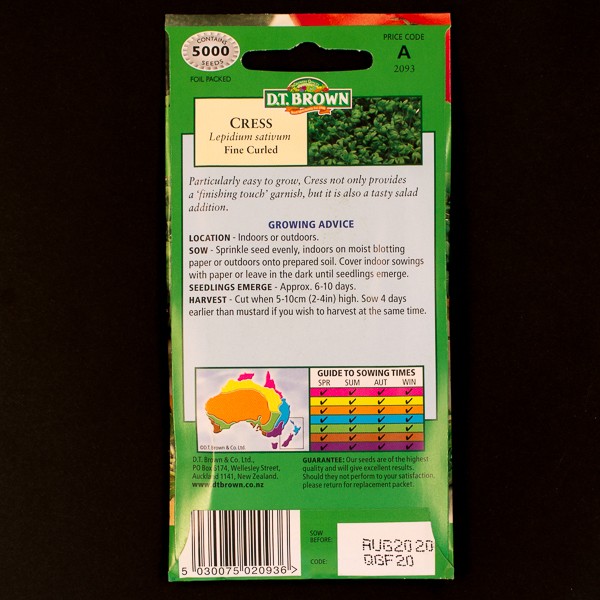 CONTAINS
5000
SEEDS
FOIL PACKED
PRICE CODE
A
2093
D.T. BROWN
CRESS
Lepidium sativum
Fine Curled
Particularly easy to grow, Cress not only provides
a 'finishing touch' garnish, but it is also a tasty salad
addition.
GROWING ADVICE
LOCATION - Indoors or outdoors.
SOW - Sprinkle seed evenly, indoors on moist blotting
paper or outdoors onto prepared soil. Cover indoor sowings
with paper or leave in the dark until seedlings emerge.
SEEDLINGS EMERGE - Approx. 6-10 days.
HARVEST - Cut when 5-10cm (2-4in) high. Sow 4 days
earlier than mustard if you wish to harvest at the same time.
©D.T. Brown & Co Ltd.
GUIDE TO SOWING TIMES
SPR SUM AUT WIN
✓ ✓ ✓ ✓
✓ ✓ ✓ ✓
✓ ✓ ✓ ✓
✓ ✓ ✓ ✓
✓ ✓ ✓ ✓
✓ ✓ ✓ ✓
✓ ✓ ✓ ✓
D.T. Brown & Co Ltd.,
PO Box 5174, Wellesley Street,
Auckland 1141, New Zealand.
www.dtbrown.co.nz
GUARANTEE: Our seeds are of the highest
quality and will give excellent results.
Should they not perform to your satisfaction,
please return for replacement packet.
5 030075 020936 >
SOW
BEFORE:
AUG20 20
CODE:
QGF20